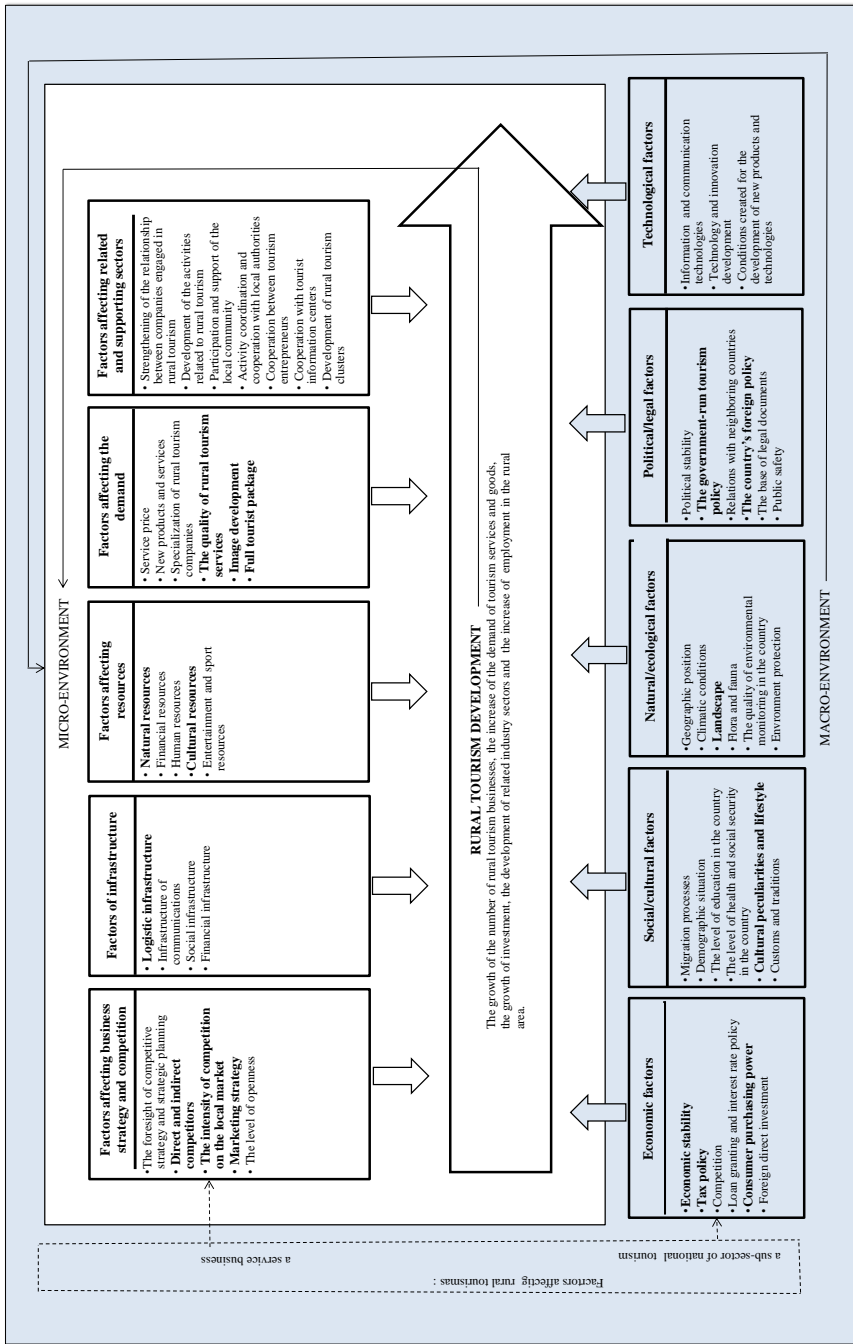 Facrtors affectig rural tourismas :
a service business
a sub-sector of national tourism
MICRO-ENVIRONMENT
Factors affecting business
strategy and competition
•The foresight of competitive
strategy and strategic planning
• Direct and indirect
competitors
• The intensity of competition
on the local market
• Marketing strategy
• The level of openness
Factors of infrastructure
• Logistic infrastructure
• Infrastructure of
communications
• Social infrastructure
• Financial infrastructure
Factors affecting
resources
• Natural resources
• Financial resources
• Human resources
• Cultural resources
• Entertainment and sport
resources
Factors affecting the
demand
• Service price
• New products and services
• Specialization of rural tourism
companies
• The quality of rural tourism
services
• Image development
• Full tourist package
Factors affecting related
and supporting sectors
• Strengthening of the relationship
between companies engaged in
rural tourism
• Development of the activities
related to rural tourism
• Participation and support of the
local community
• Activity coordination and
cooperation with local authorities
• Cooperation between tourism
entrepreneurs
• Cooperation with tourist
information centers
• Development of rural tourism
clusters
RURAL TOURISM DEVELOPMENT
The growth of the number of rural tourism businesses, the increase of the demand of tourism services and goods,
the growth of investment, the development of related industry sectors and the increase of employment in the rural
area.
Economic factors
• Economic stability
• Tax policy
• Competition
• Loan granting and interest rate policy
• Consumer purchasing power
• Foreign direct investment
Social/cultural factors
• Migration processes
• Demographic situation
• The level of education in the country
• The level of health and social security
in the country
• Cultural peculiarities and lifestyle
• Customs and traditions
Natural/ecological factors
•Geographic position
• Climatic conditions
• Landscape
• Flora and fauna
• The quality of environmental
monitoring in the country
• Envronment protection
Political/legal factors
•Political stability
• The government-run tourism
policy
•Relations with neighboring countries
• The country's foreign policy
• The base of legal documents
• Public safety
Technological factors
•Information and communication
technologies
• Technology and innovation
development
• Conditions created for the
development of new products and
technologies
MACRO-ENVIRONMENT